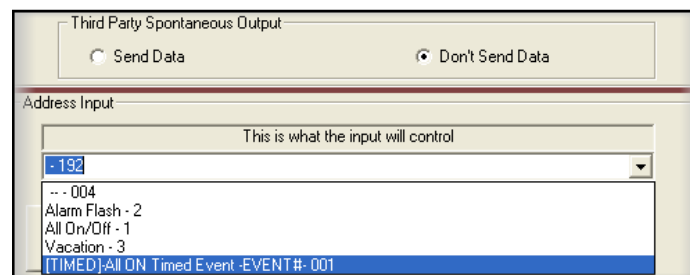 Third Party Spontaneous Output
Send Data Don't Send Data
Address Input
This is what the input will control
- 192
-- - 004
Alarm Flash - 2
All On/Off - 1
Vacation - 3
[TIMED]-All ON Timed Event -EVENT#- 001